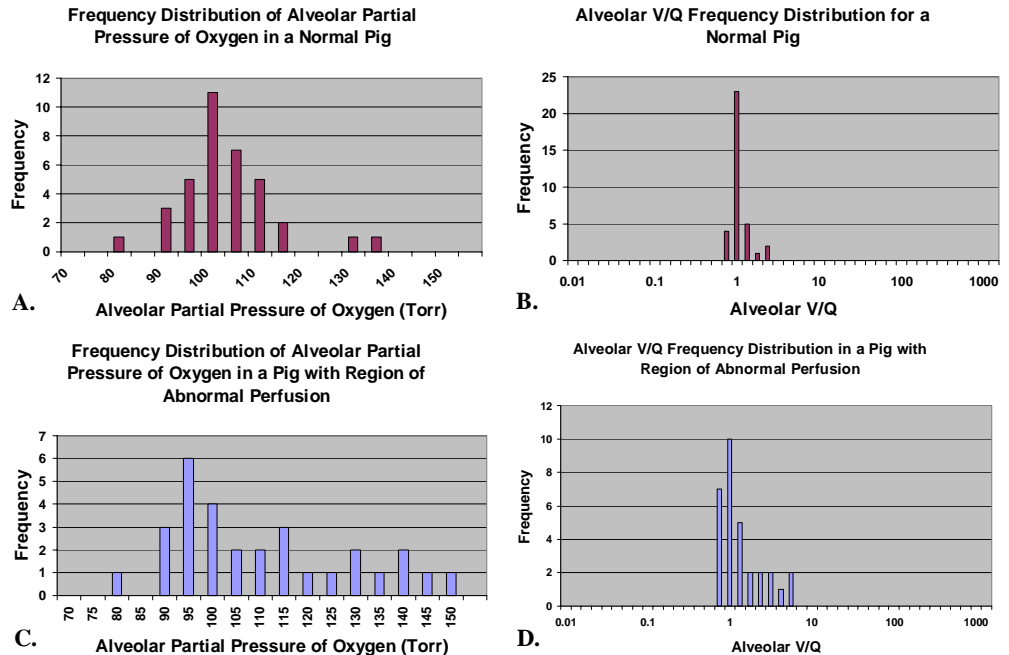 Frequency Distribution of Alveolar Partial
Pressure of Oxygen in a Normal Pig
12
10
8
6
4
2
0
Frequency
70 80 90 100 110 120 130 140 150
Alveolar Partial Pressure of Oxygen (Torr)
A.
Alveolar V/Q Frequency Distribution for a
Normal Pig
25
20
15
10
5
0
Frequency
0.01 0.1 1 10 100 1000
Alveolar V/Q
B.
Frequency Distribution of Alveolar Partial
Pressure of Oxygen in a Pig with Region of
Abnormal Perfusion
7
6
5
4
3
2
1
0
Frequency
70 75 80 85 90 95 100 105 110 115 120 125 130 135 140 145 150
Alveolar Partial Pressure of Oxygen (Torr)
C.
Alveolar V/Q Frequency Distribution in a Pig with
Region of Abnormal Perfusion
12
10
8
6
4
2
0
Frequency
0.01 0.1 1 10 100 1000
Alveolar V/Q
D.